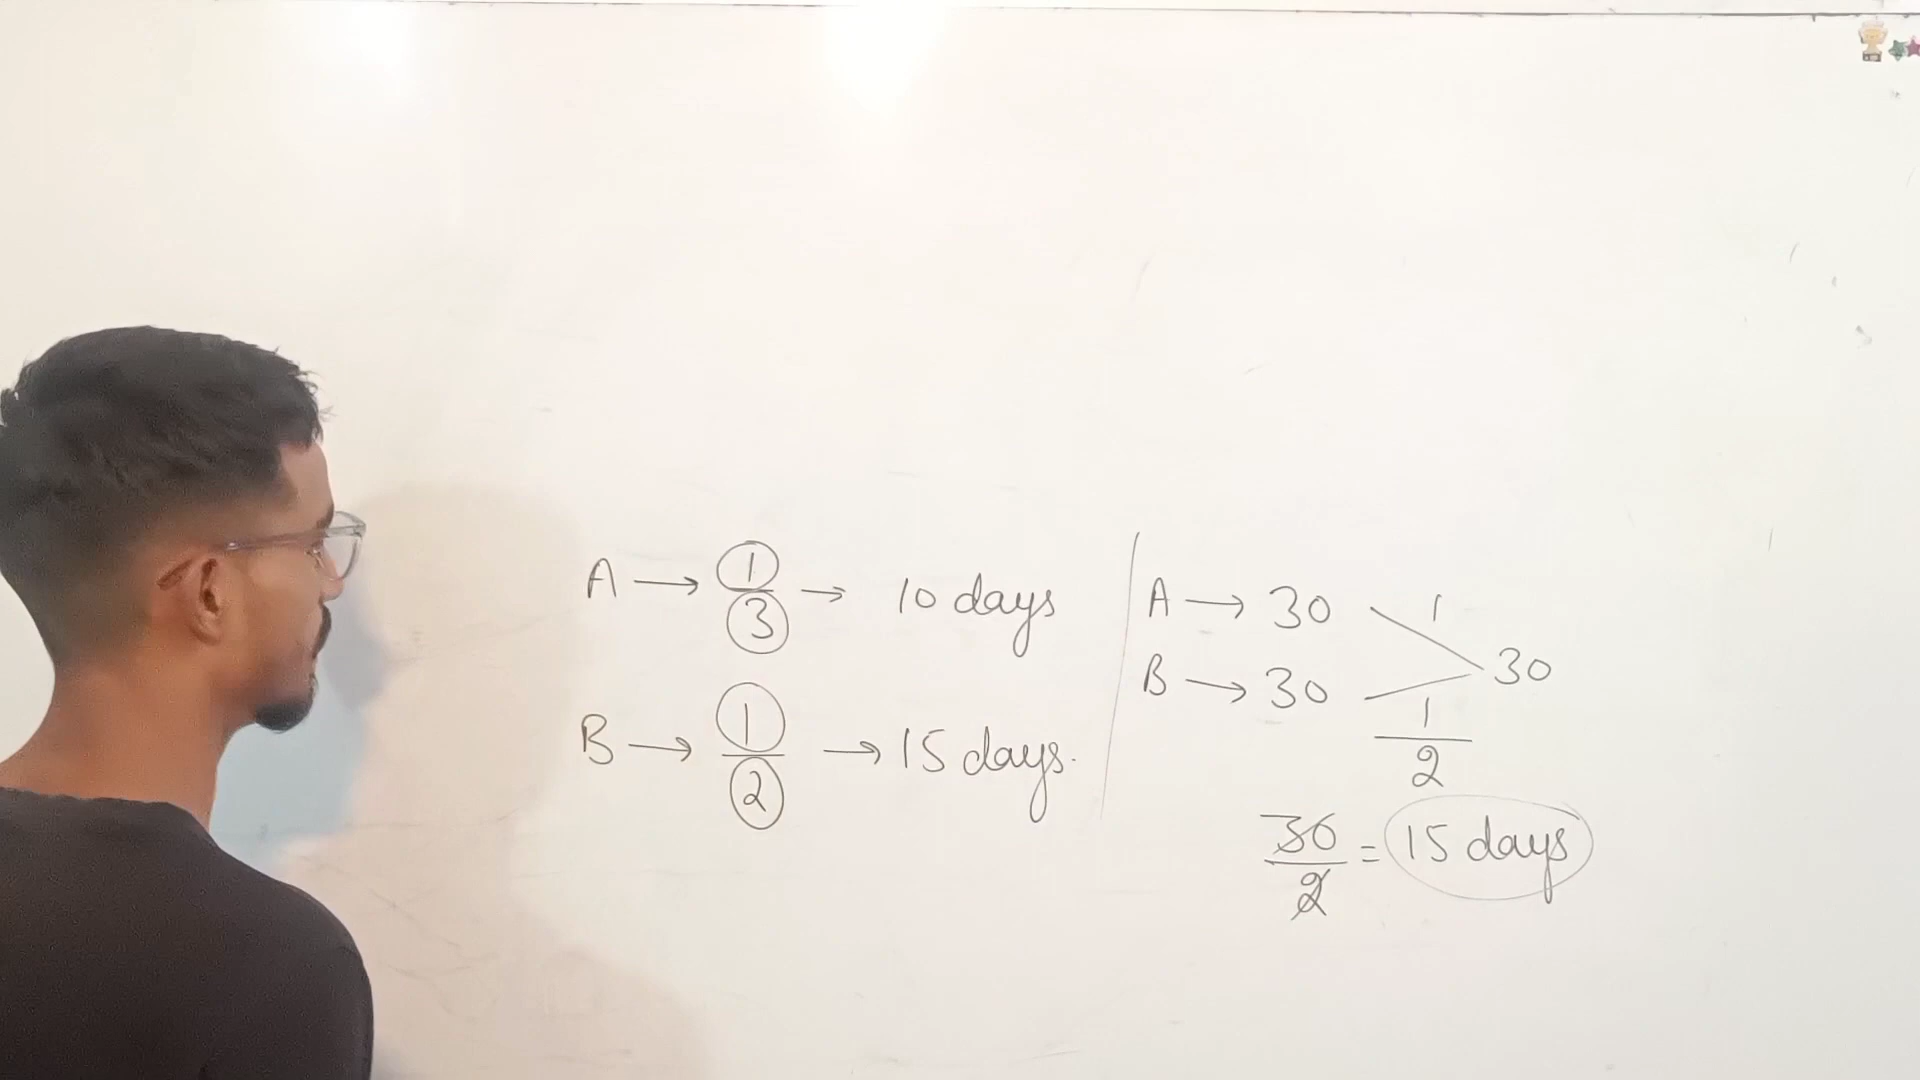 A → 1/3 → 10 days
B → 1/2 → 15 days.
A → 30 1
B → 30 1 30
2
30/2 = 15 days